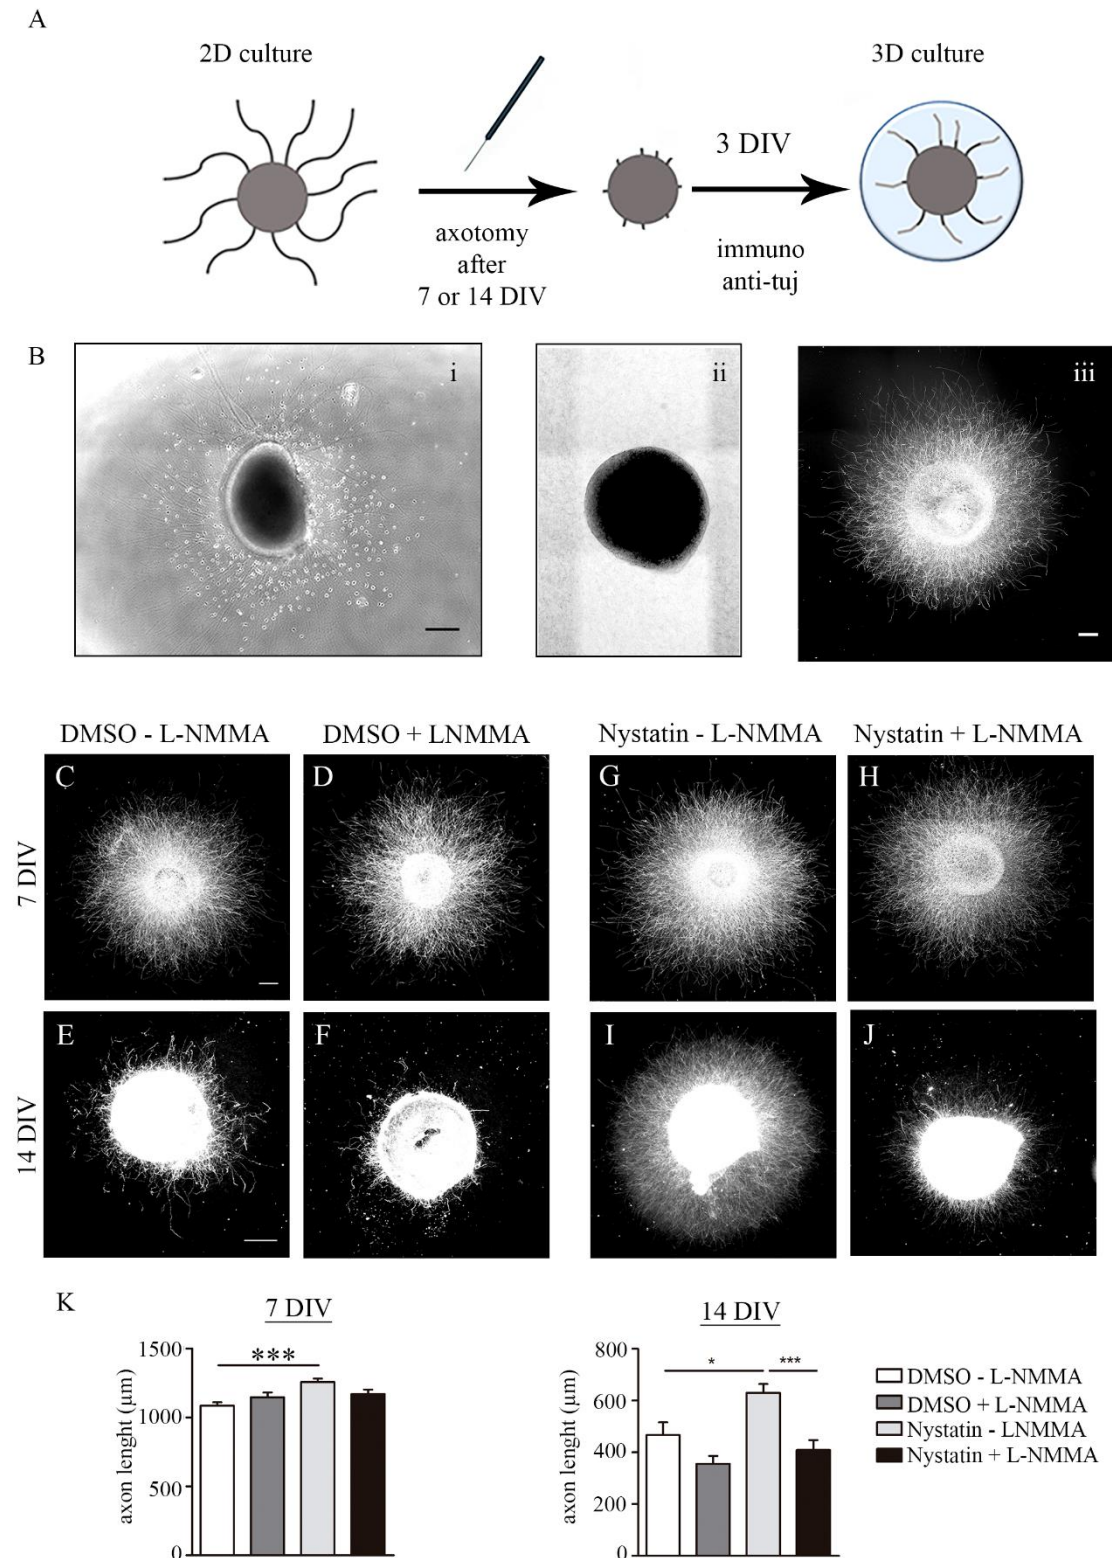 A
2D culture
3D culture
3 DIV
axotomy
after
7 or 14 DIV
immuno
anti-tuj
B
i
ii
iii
DMSO - L-NMMA
DMSO + LNMMA
Nystatin - L-NMMA
Nystatin + L-NMMA
7 DIV
C
D
G
H
14 DIV
E
F
I
J
K
7 DIV
axon lenght (µm)
1500
1000
500
0
***
14 DIV
axon lenght (µm)
800
600
400
200
0
*
***
DMSO - L-NMMA
DMSO + L-NMMA
Nystatin - LNMMA
Nystatin + L-NMMA